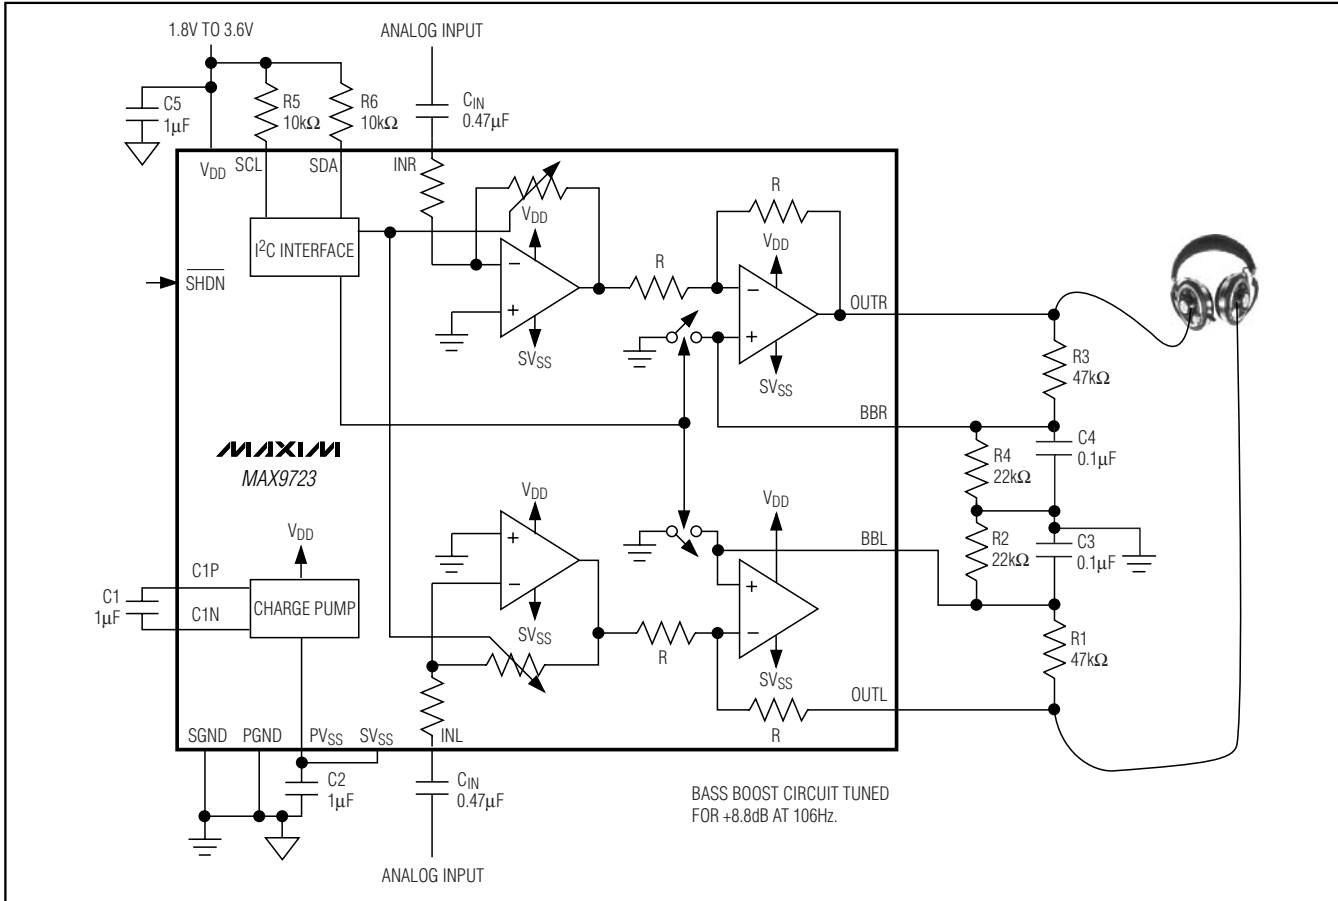 1.8V TO 3.6V
ANALOG INPUT
C5
1µF
R5
10kΩ
R6
10kΩ
CIN
0.47µF
VDD
SCL
SDA
INR
R
VDD
VDD
I2C INTERFACE
SHDN
R
−
+
−
+
OUTR
SVSS
SVSS
R3
47kΩ
BBR
C4
0.1µF
R4
22kΩ
MAXIM
MAX9723
VDD
VDD
VDD
BBL
R2
22kΩ
C3
0.1µF
C1P
C1
1µF
C1N
CHARGE PUMP
+
−
+
−
SVSS
R
SVSS
R1
47kΩ
OUTL
R
SGND
PGND
PVSS
SVSS
INL
C2
1µF
CIN
0.47µF
BASS BOOST CIRCUIT TUNED
FOR +8.8dB AT 106Hz.
ANALOG INPUT